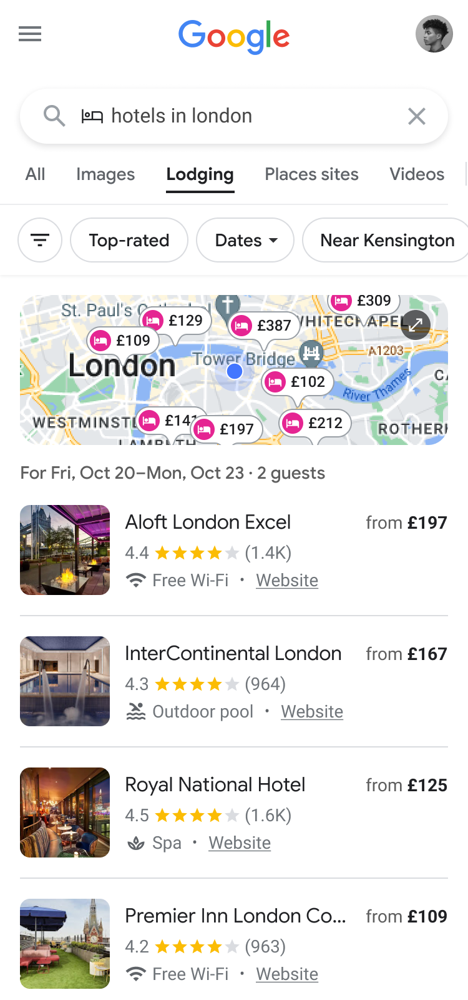 Google
hotels in london
All Images Lodging Places sites Videos
Top-rated Dates Near Kensington
£309
St. Paul's
£129
£387
£109
A1203
London
Tower Bridge
£102
River Thames
£141
£197
£212
For Fri, Oct 20–Mon, Oct 23 · 2 guests
Aloft London Excel from £197
4.4 (1.4K)
Free Wi-Fi · Website
InterContinental London from £167
4.3 (964)
Outdoor pool · Website
Royal National Hotel from £125
4.5 (1.6K)
Spa · Website
Premier Inn London Co... from £109
4.2 (963)
Free Wi-Fi · Website